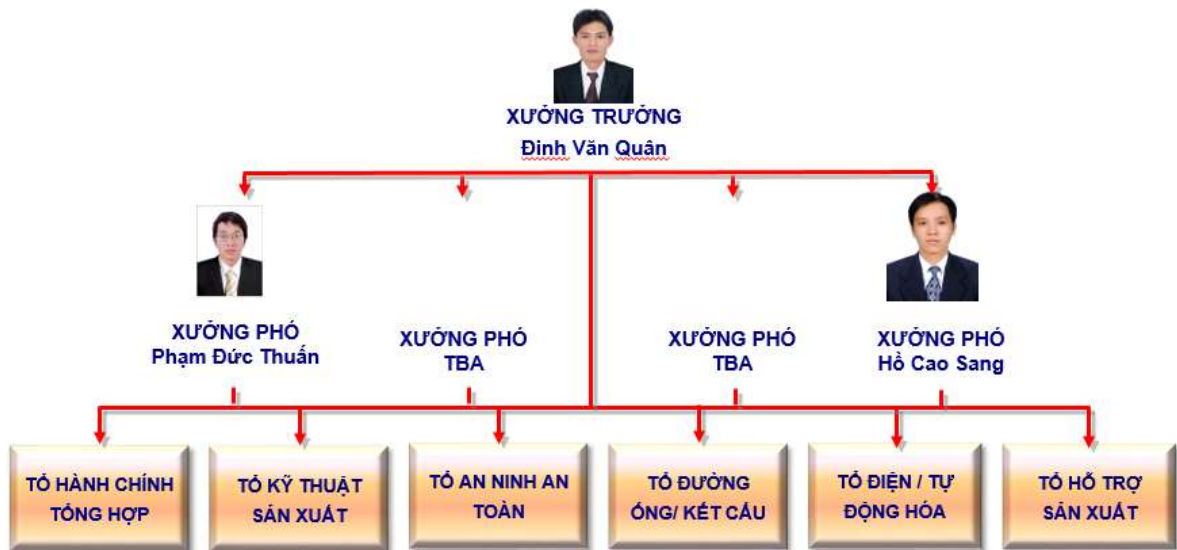 XƯỞNG TRƯỞNG
Đinh Văn Quân
XƯỞNG PHÓ
Phạm Đức Thuấn
XƯỞNG PHÓ
TBA
XƯỞNG PHÓ
TBA
XƯỞNG PHÓ
Hồ Cao Sang
TỔ HÀNH CHÍNH
TỔNG HỢP
TỔ KỸ THUẬT
SẢN XUẤT
TỔ AN NINH AN
TOÀN
TỔ ĐƯỜNG
ỐNG/ KẾT CẤU
TỔ ĐIỆN / TỰ
ĐỘNG HÓA
TỔ HỖ TRỢ
SẢN XUẤT